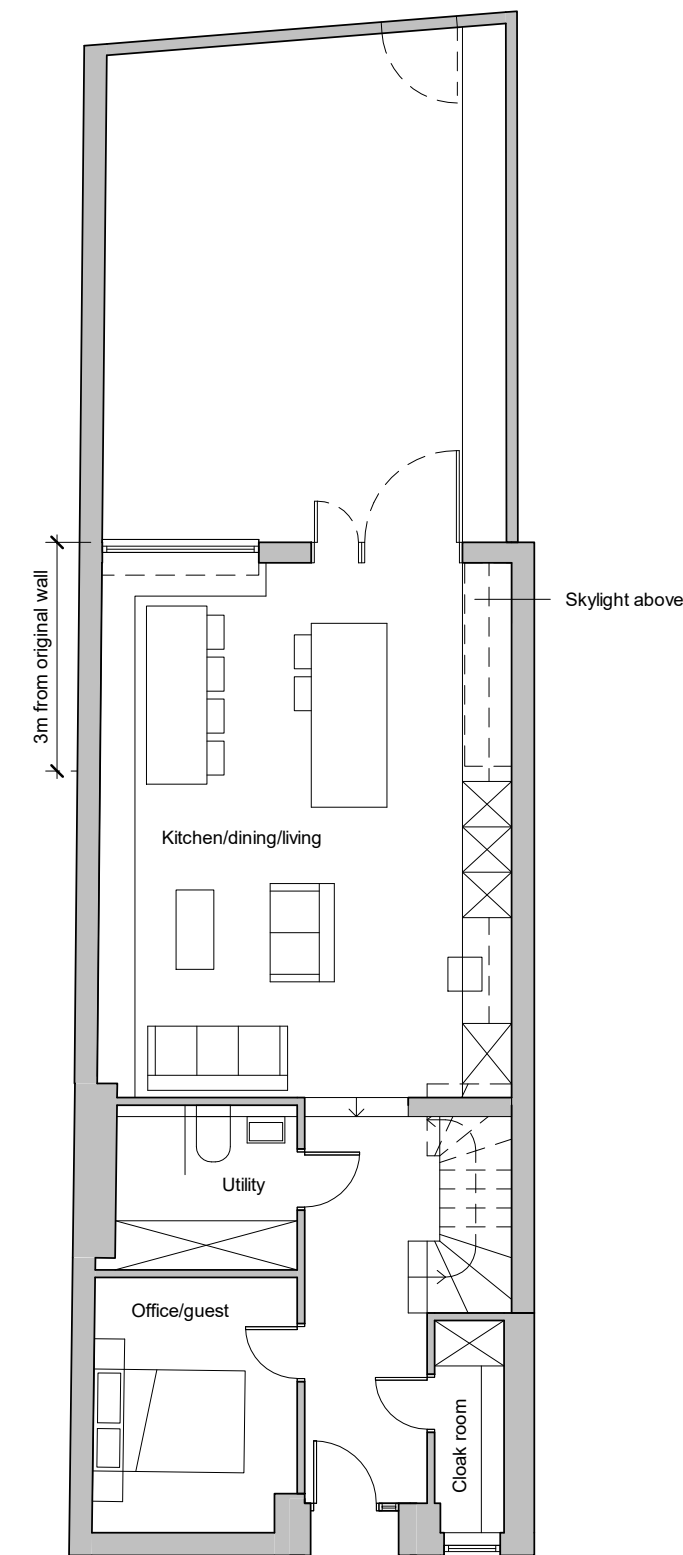 Skylight above
3m from original wall
Kitchen/dining/living
Utility
Office/guest
Cloak room